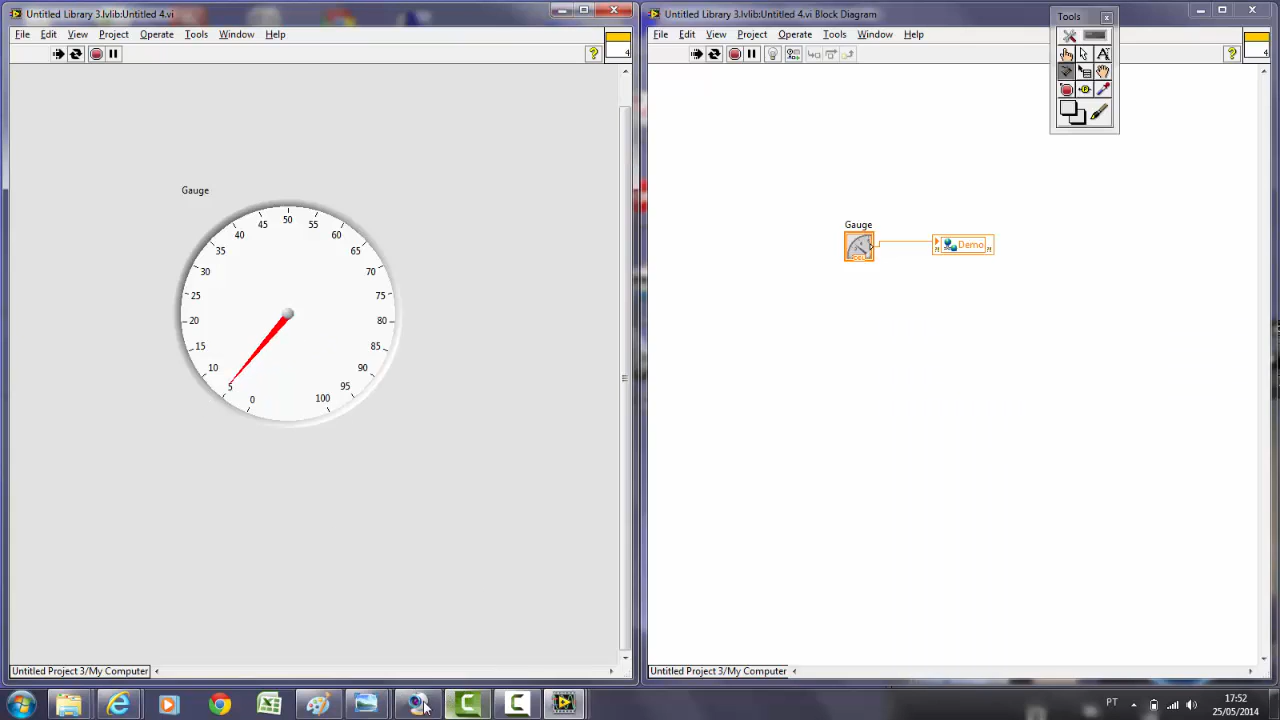 Untitled Library 3.lvlib:Untitled 4.vi
File Edit View Project Operate Tools Window Help
4
Gauge
0
5
10
15
20
25
30
35
40
45
50
55
60
65
70
75
80
85
90
95
100
Untitled Project 3/My Computer
Untitled Library 3.lvlib:Untitled 4.vi Block Diagram
File Edit View Project Operate Tools Window Help
4
Tools
Gauge
DBL
Demo
Untitled Project 3/My Computer
PT
17:52
25/05/2014